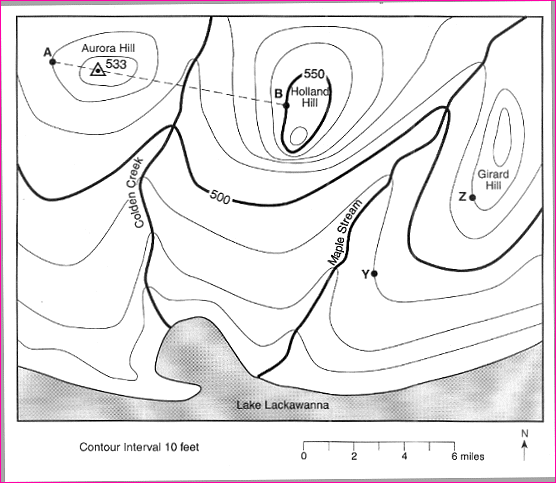 A
Aurora Hill
533
550
B
Holland
Hill
Girard
Hill
Z
500
Colden Creek
Maple Stream
Y
Lake Lackawanna
Contour Interval 10 feet
0 2 4 6 miles
N